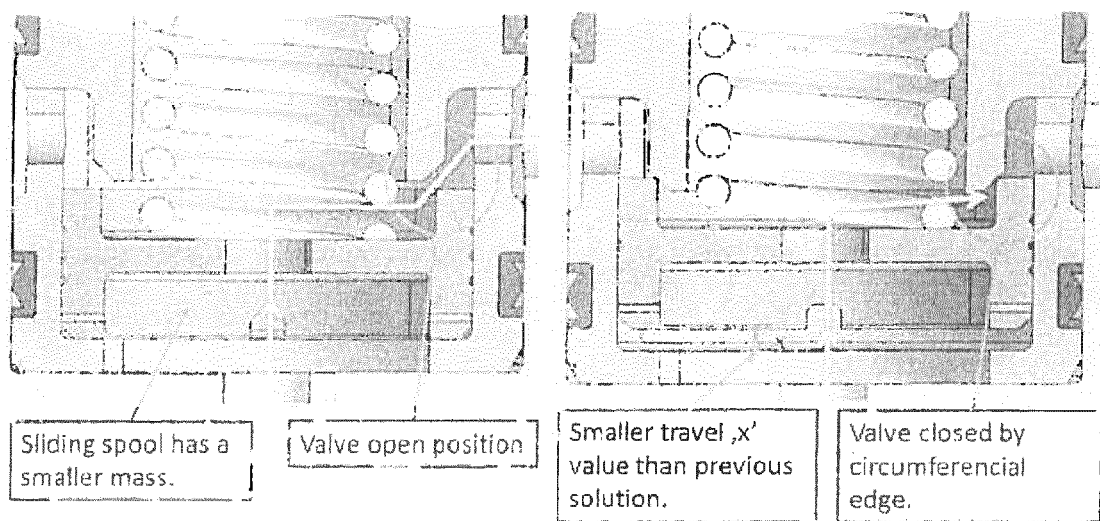 Sliding spool has a
smaller mass.
Valve open position
Smaller travel ‚x’
value than previous
solution.
Valve closed by
circumferencial
edge.